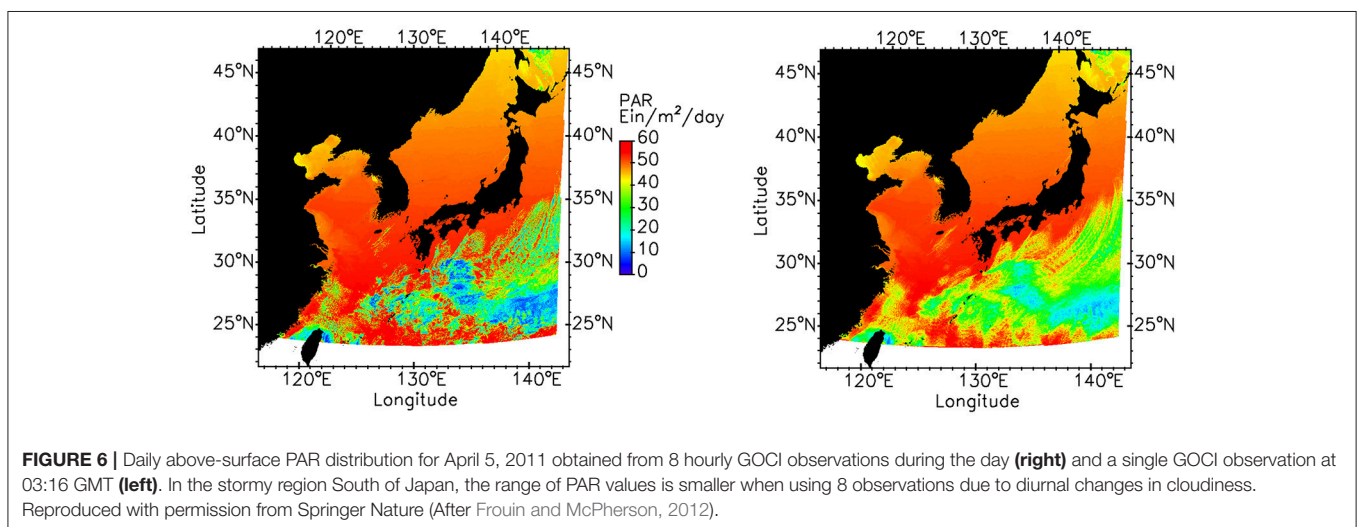 120°E 130°E 140°E
45°N 45°N
40°N 40°N
35°N 35°N
30°N 30°N
25°N 25°N
Latitude
120°E 130°E 140°E
Longitude
PAR
Ein/m²/day
60
50
40
30
20
10
0
120°E 130°E 140°E
45°N 45°N
40°N 40°N
35°N 35°N
30°N 30°N
25°N 25°N
Latitude
120°E 130°E 140°E
Longitude
FIGURE 6 | Daily above-surface PAR distribution for April 5, 2011 obtained from 8 hourly GOCI observations during the day (right) and a single GOCI observation at
03:16 GMT (left). In the stormy region South of Japan, the range of PAR values is smaller when using 8 observations due to diurnal changes in cloudiness.
Reproduced with permission from Springer Nature (After Frouin and McPherson, 2012).